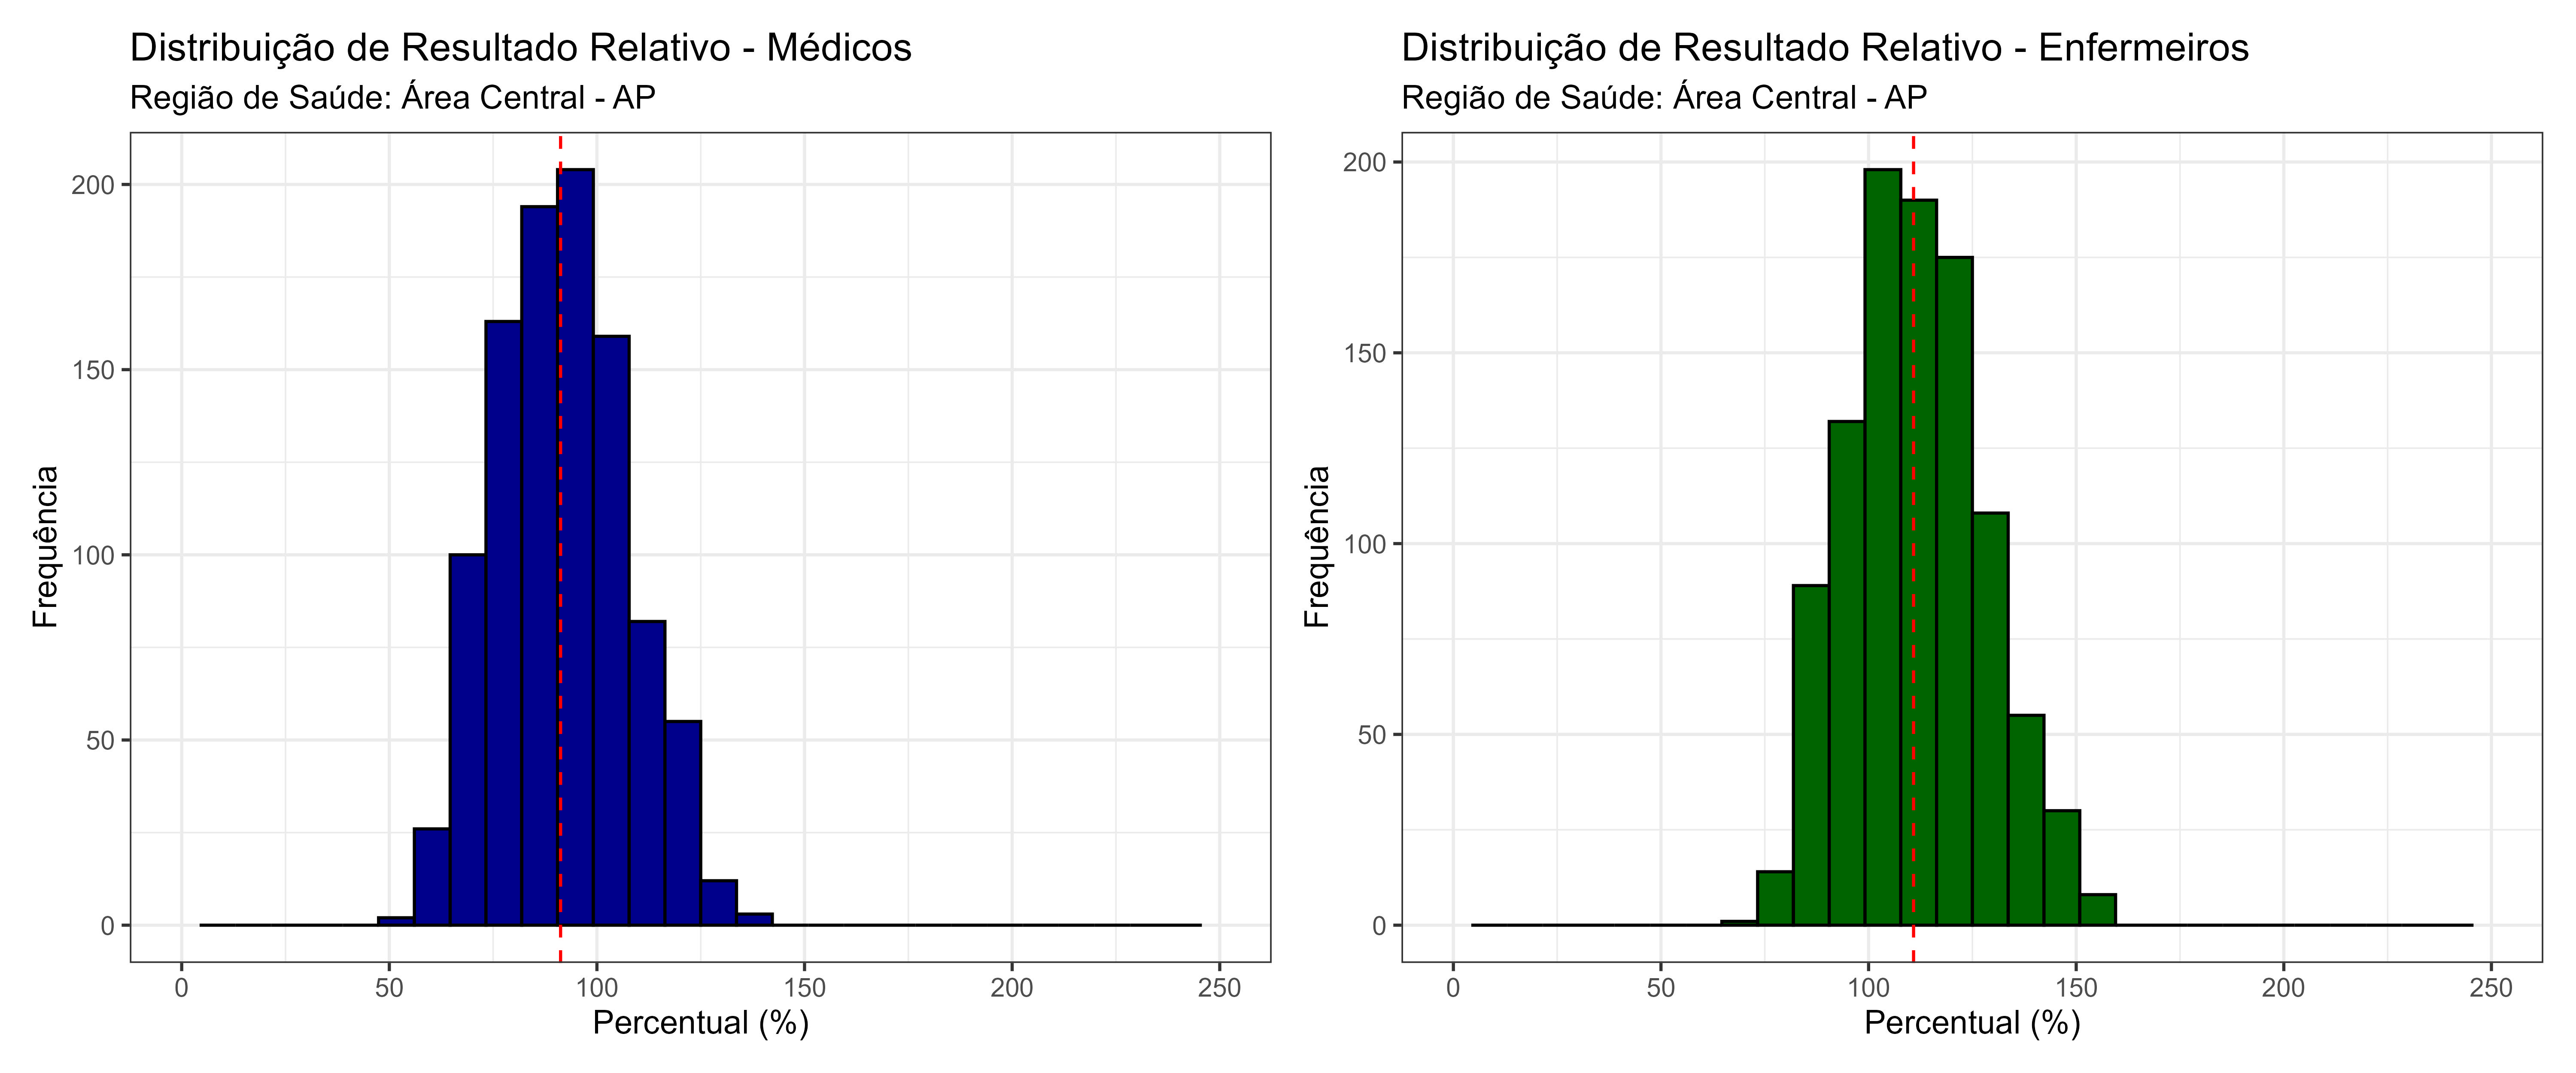 Distribuição de Resultado Relativo - Médicos
Região de Saúde: Área Central - AP
Frequência
200
150
100
50
0
0 50 100 150 200 250
Percentual (%)
Distribuição de Resultado Relativo - Enfermeiros
Região de Saúde: Área Central - AP
Frequência
200
150
100
50
0
0 50 100 150 200 250
Percentual (%)